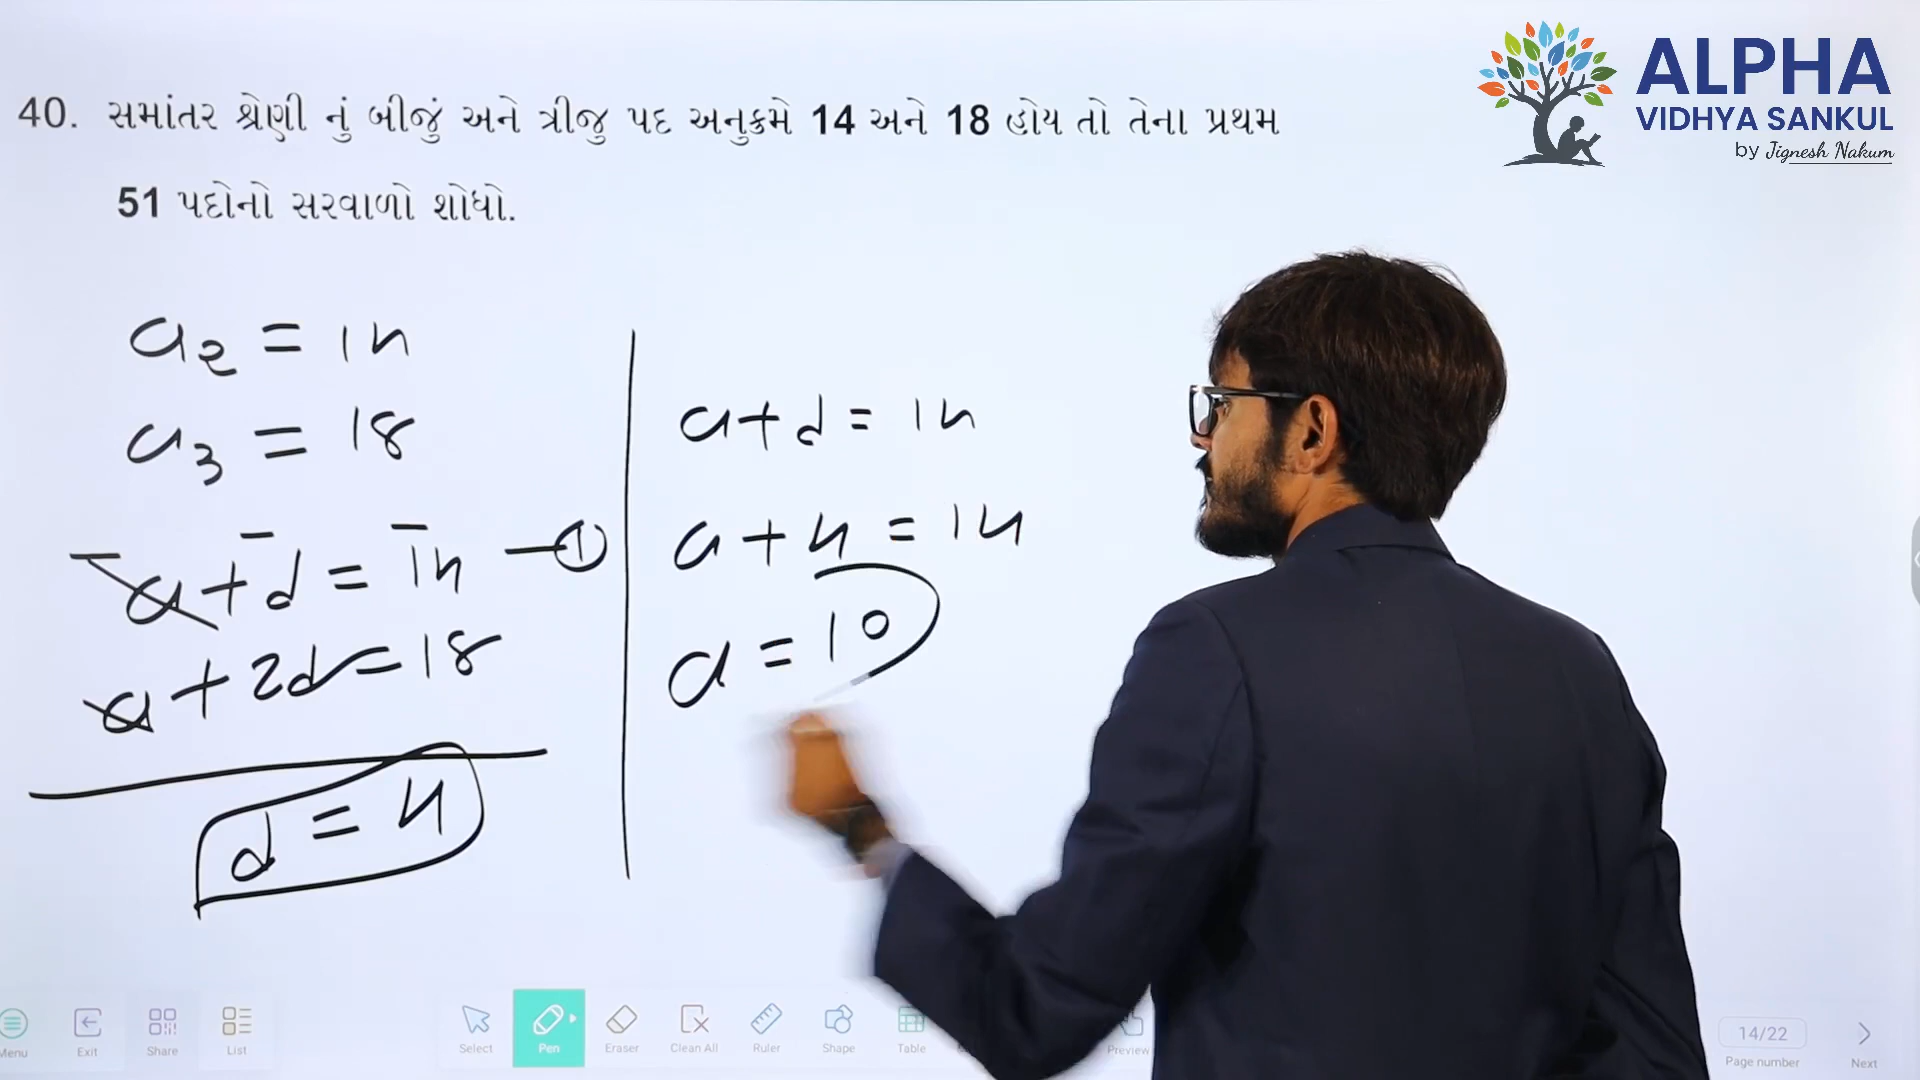 40. સમાંતર શ્રેણી નું બીજું અને ત્રીજુ પદ અનુક્રમે 14 અને 18 હોય તો તેના પ્રથમ
51 પદોનો સરવાળો શોધો.
ALPHA
VIDHYA SANKUL
by Jignesh Nakum
a₂ = 14
a₃ = 18
a + d = 14 — ①
a + 2d = 18
d = 4
a + d = 14
a + 4 = 14
a = 10
Menu
Exit
Share
List
Select
Pen
Eraser
Clean All
Ruler
Shape
Table
Preview
14/22
Page number
Next